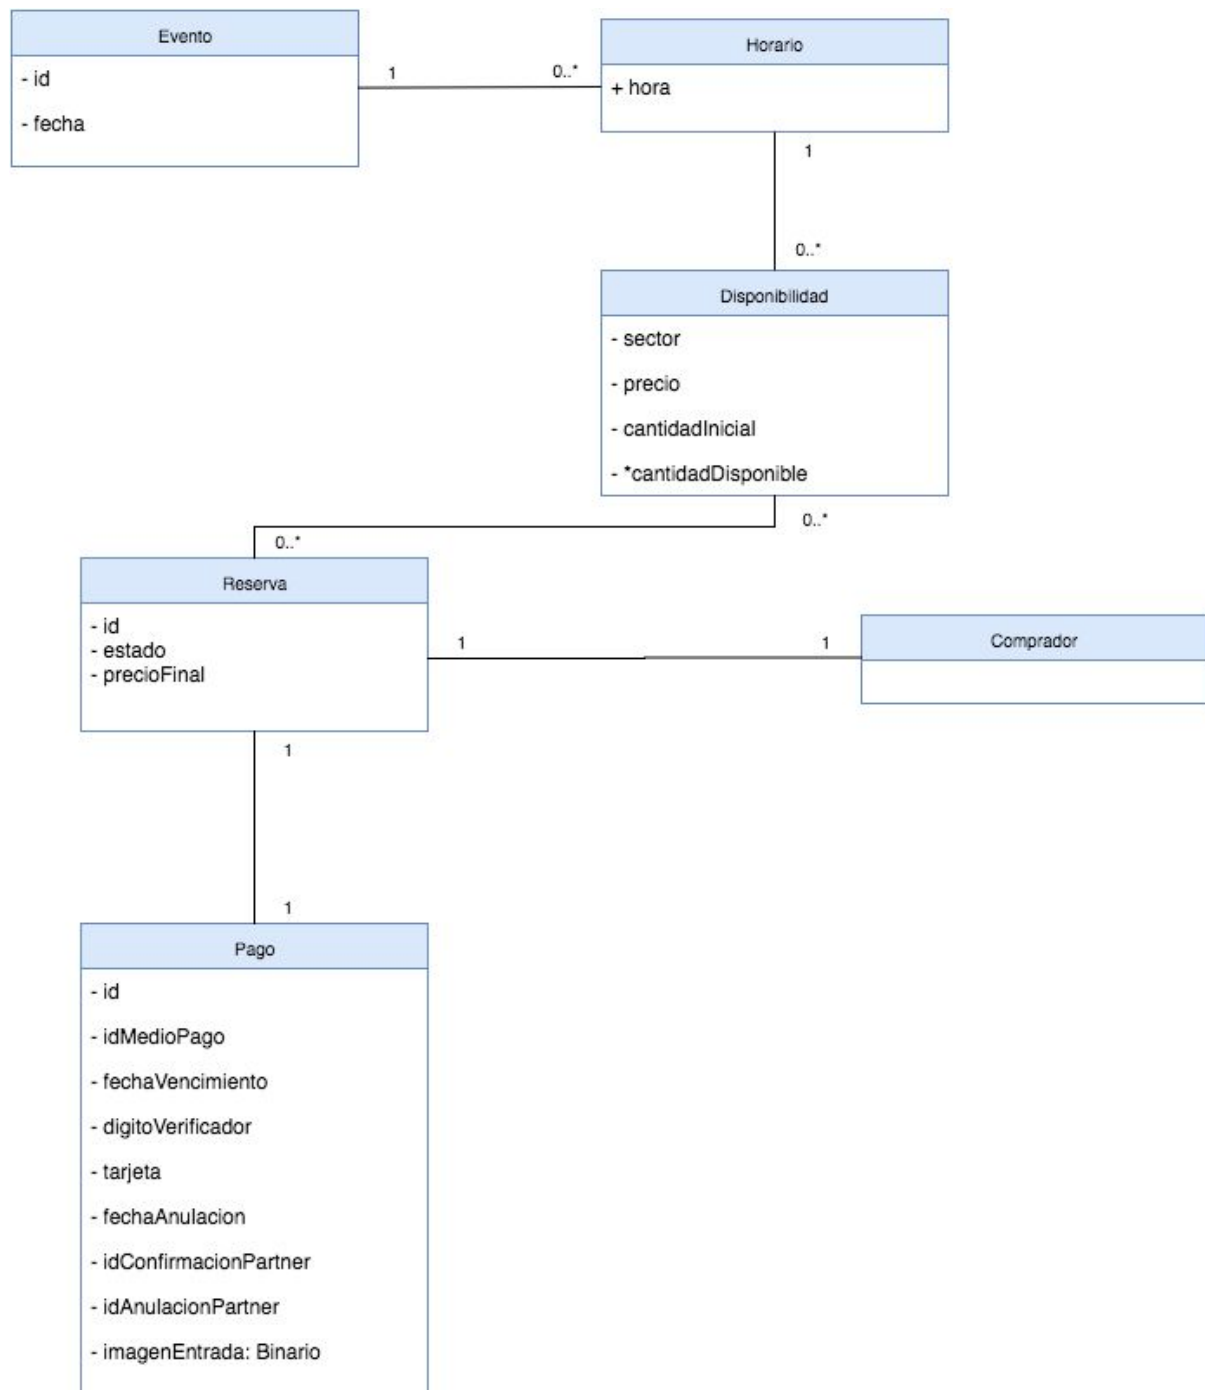 Evento
- id
- fecha
1
0..*
Horario
+ hora
1
0..*
Disponibilidad
- sector
- precio
- cantidadInicial
- *cantidadDisponible
0..*
0..*
Reserva
- id
- estado
- precioFinal
1
1
Comprador
1
1
Pago
- id
- idMedioPago
- fechaVencimiento
- digitoVerificador
- tarjeta
- fechaAnulacion
- idConfirmacionPartner
- idAnulacionPartner
- imagenEntrada: Binario